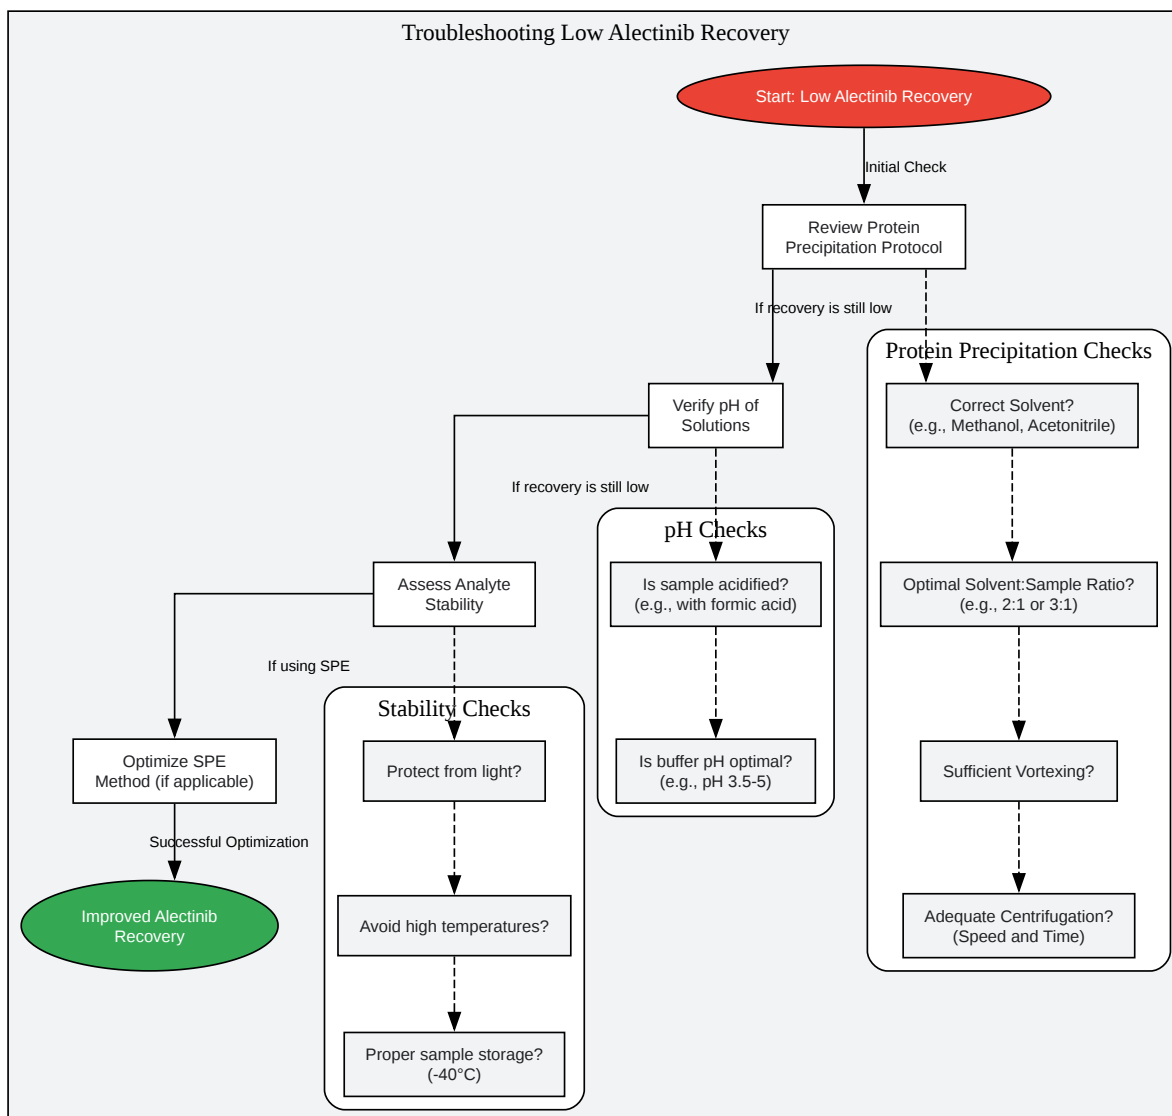 Troubleshooting Low Alectinib Recovery
Start: Low Alectinib Recovery
Initial Check
Review Protein
Precipitation Protocol
If recovery is still low
Protein Precipitation Checks
Correct Solvent?
(e.g., Methanol, Acetonitrile)
Verify pH of
Solutions
If recovery is still low
pH Checks
Is sample acidified?
(e.g., with formic acid)
Optimal Solvent:Sample Ratio?
(e.g., 2:1 or 3:1)
Assess Analyte
Stability
If using SPE
Stability Checks
Protect from light?
Is buffer pH optimal?
(e.g., pH 3.5-5)
Sufficient Vortexing?
Optimize SPE
Method (if applicable)
Successful Optimization
Improved Alectinib
Recovery
Avoid high temperatures?
Adequate Centrifugation?
(Speed and Time)
Proper sample storage?
(-40°C)